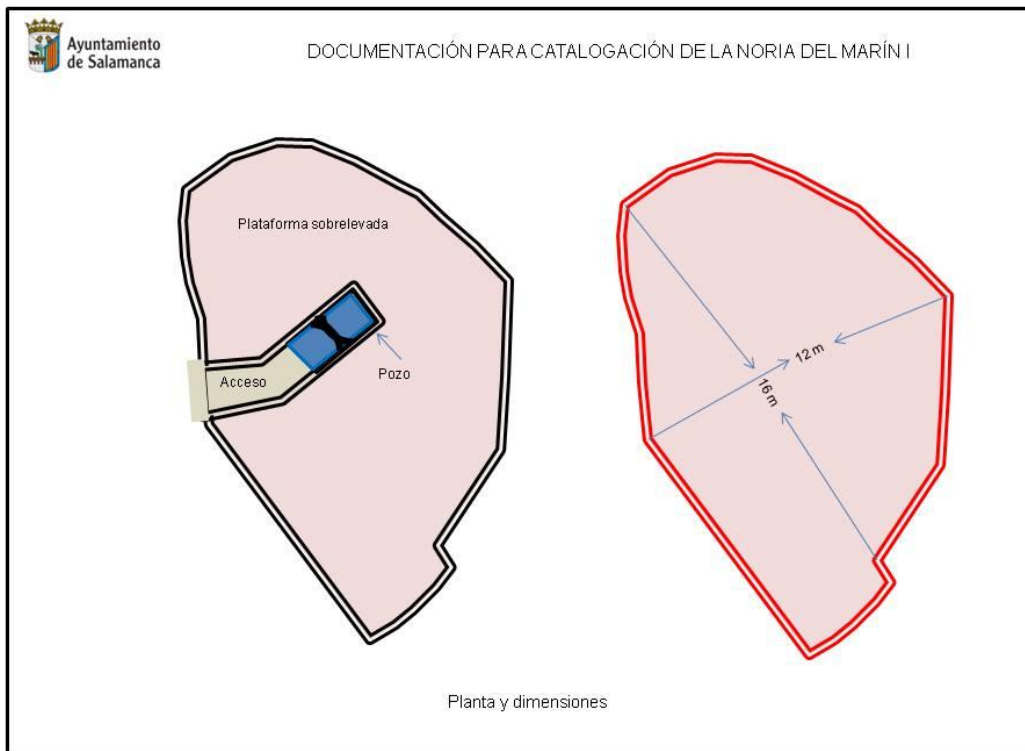 Ayuntamiento
de Salamanca
DOCUMENTACIÓN PARA CATALOGACIÓN DE LA NORIA DEL MARÍN I
Plataforma sobrelevada
Acceso
Pozo
12 m
16 m
Planta y dimensiones